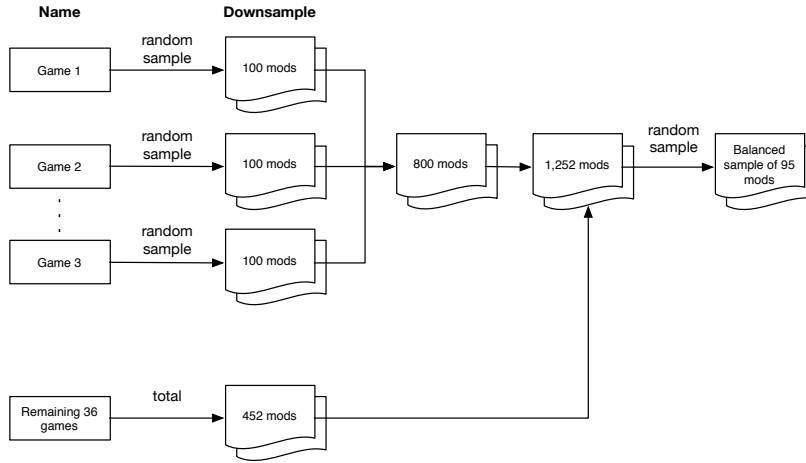 Name
Downsample
Game 1
random
sample
100 mods
Game 2
random
sample
100 mods
800 mods
1,252 mods
random
sample
Balanced
sample of 95
mods
Game 3
random
sample
100 mods
Remaining 36
games
total
452 mods